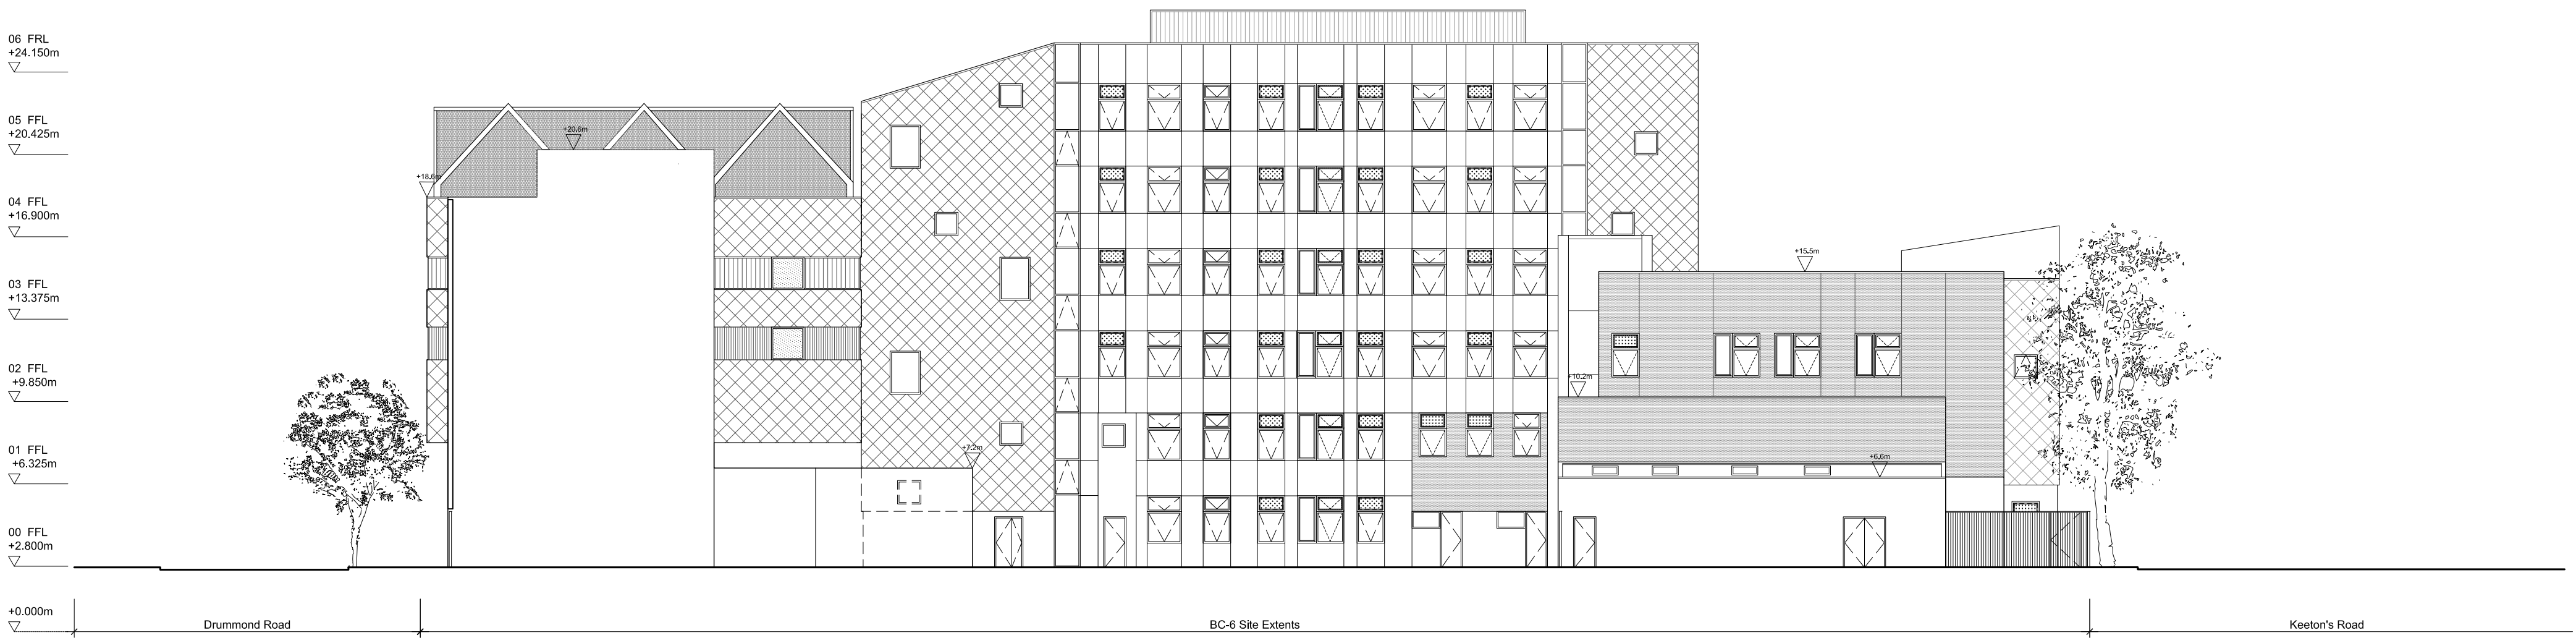 06 FRL
+24.150m
05 FFL
+20.425m
+20.6m
+18.6m
04 FFL
+16.900m
+15.5m
03 FFL
+13.375m
02 FFL
+9.850m
+10.2m
01 FFL
+6.325m
+7.2m
+6.6m
00 FFL
+2.800m
+0.000m
Drummond Road
BC-6 Site Extents
Keeton's Road